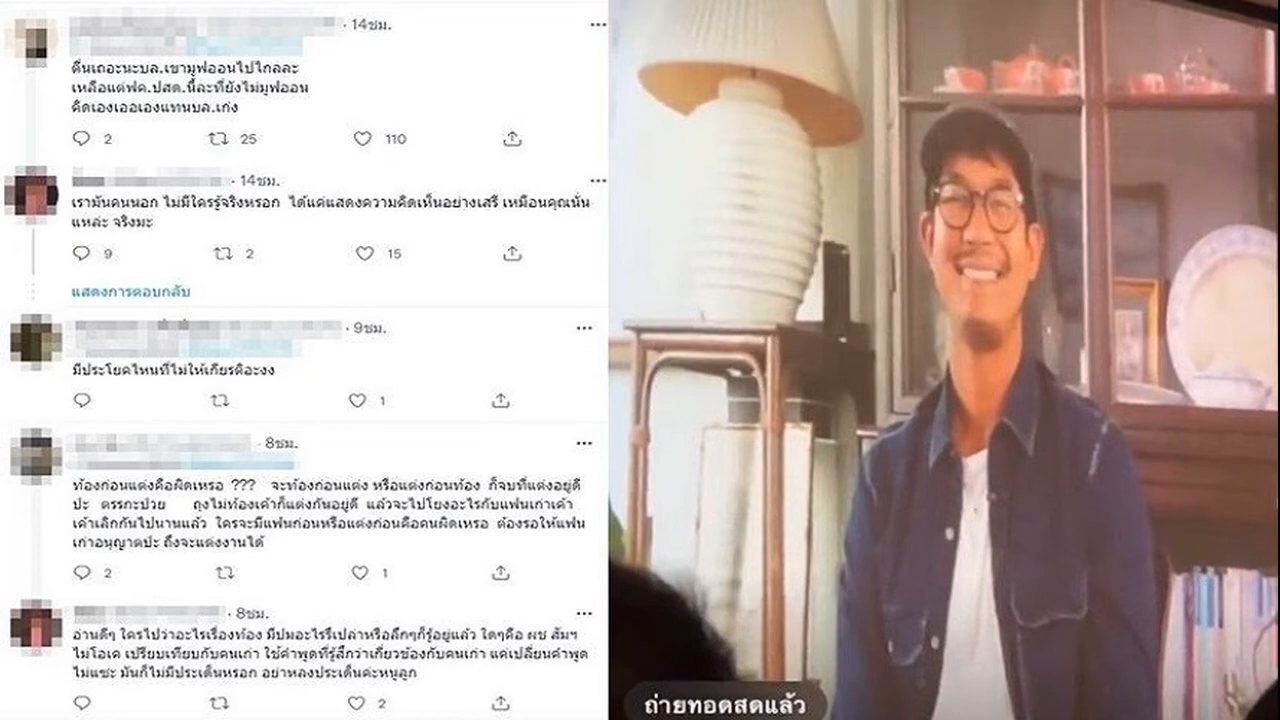 · 14ชม.
ตื่นเถอะนะบล.เขามูฟออนไปไกลละ
เหลือแต่ฟค.ปสด.นี้ละที่ยังไม่มูฟออน
คิดเองเออเองแทนบล.เก่ง
2 25 110
· 14ชม.
เรามันคนนอก ไม่มีใครรู้จริงหรอก ได้แค่แสดงความคิดเห็นอย่างเสรี เหมือนคุณนั่น
แหล่ะ จริงมะ
9 2 15
แสดงการตอบกลับ
· 9ชม.
มีประโยคไหนที่ไม่ให้เกียรติอะงง
1
· 8ชม.
ท้องก่อนแต่งคือผิดเหรอ ??? จะท้องก่อนแต่ง หรือแต่งก่อนท้อง ก็จบที่แต่งอยู่ดี
ปะ ตรรกะป่วย ถุงไม่ท้องเค้าก็แต่งกันอยู่ดี แล้วจะไปโยงอะไรกับแฟนเก่าเค้า
เค้าเลิกกันไปนานแล้ว ใครจะมีแฟนก่อนหรือแต่งก่อนคือคนผิดเหรอ ต้องรอให้แฟน
เก่าอนุญาตปะ ถึงจะแต่งงานได้
2 1
· 8ชม.
อ่านดีๆ ใครไปว่าอะไรเรื่องท้อง มีปมอะไรรึเปล่าหรือลึกๆก็รู้อยู่แล้ว ใดๆคือ ผช สัมฯ
ไม่โอเค เปรียบเทียบกับคนเก่า ใช้คำพูดที่รู้สึกว่าเกี่ยวข้องกับคนเก่า แค่เปลี่ยนคำพูด
ไม่แซะ มันก็ไม่มีประเด็นหรอก อย่าหลงประเด็นค่ะหนูลูก
2
ถ่ายทอดสดแล้ว